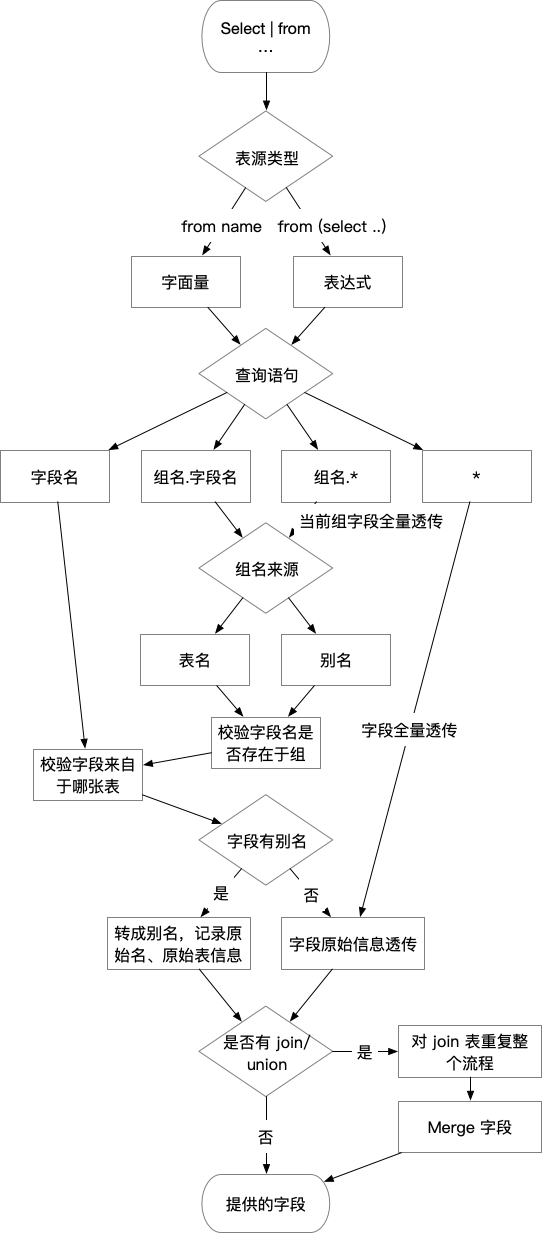 Select | from
...
表源类型
from name
from (select ..)
字面量
表达式
查询语句
字段名
组名.字段名
组名.*
*
当前组字段全量透传
组名来源
表名
别名
校验字段名是
否存在于组
字段全量透传
校验字段来自
于哪张表
字段有别名
是
否
转成别名，记录原
始名、原始表信息
字段原始信息透传
是否有 join/
union
是
对 join 表重复整
个流程
Merge 字段
否
提供的字段